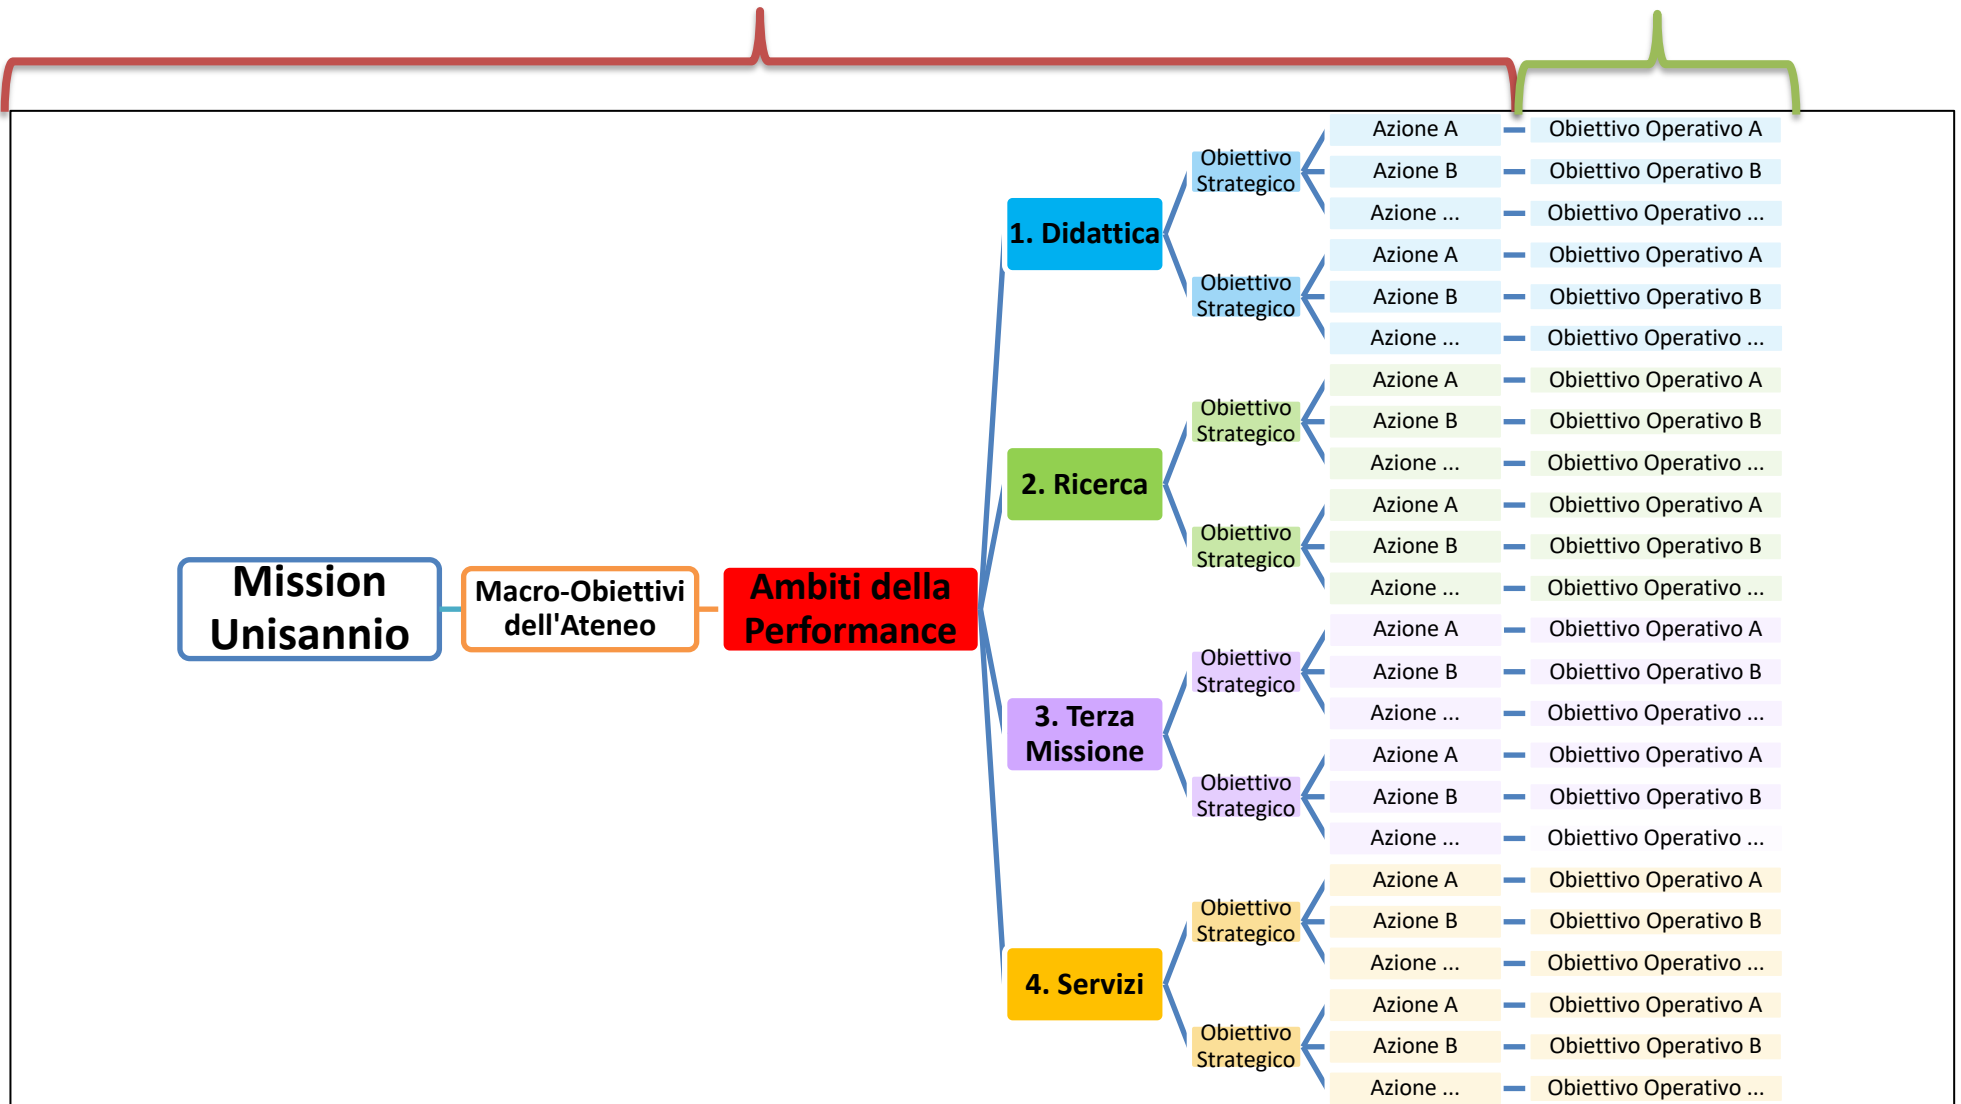 Mission
Unisannio
Macro-Obiettivi
dell'Ateneo
Ambiti della
Performance
1. Didattica
Obiettivo
Strategico
Azione A
Obiettivo Operativo A
Azione B
Obiettivo Operativo B
Azione ...
Obiettivo Operativo ...
Obiettivo
Strategico
Azione A
Obiettivo Operativo A
Azione B
Obiettivo Operativo B
Azione ...
Obiettivo Operativo ...
2. Ricerca
Obiettivo
Strategico
Azione A
Obiettivo Operativo A
Azione B
Obiettivo Operativo B
Azione ...
Obiettivo Operativo ...
Obiettivo
Strategico
Azione A
Obiettivo Operativo A
Azione B
Obiettivo Operativo B
Azione ...
Obiettivo Operativo ...
3. Terza
Missione
Obiettivo
Strategico
Azione A
Obiettivo Operativo A
Azione B
Obiettivo Operativo B
Azione ...
Obiettivo Operativo ...
Obiettivo
Strategico
Azione A
Obiettivo Operativo A
Azione B
Obiettivo Operativo B
Azione ...
Obiettivo Operativo ...
4. Servizi
Obiettivo
Strategico
Azione A
Obiettivo Operativo A
Azione B
Obiettivo Operativo B
Azione ...
Obiettivo Operativo ...
Obiettivo
Strategico
Azione A
Obiettivo Operativo A
Azione B
Obiettivo Operativo B
Azione ...
Obiettivo Operativo ...